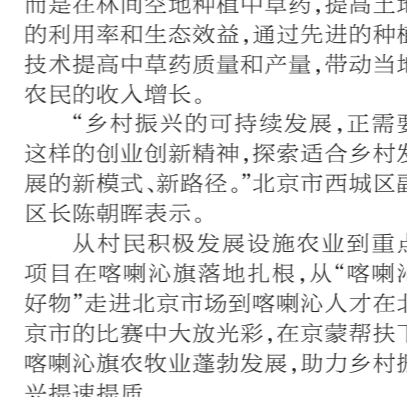 而是在林间空地种植中草药，提高土地
的利用率和生态效益，通过先进的种植
技术提高中草药质量和产量，带动当地
农民的收入增长。
“乡村振兴的可持续发展，正需要
这样的创业创新精神，探索适合乡村发
展的新模式、新路径。”北京市西城区副
区长陈朝晖表示。
从村民积极发展设施农业到重点
项目在喀喇沁旗落地扎根，从“喀喇沁
好物”走进北京市场到喀喇沁人才在北
京市的比赛中大放光彩，在京蒙帮扶下
喀喇沁旗农牧业蓬勃发展，助力乡村振
兴提速提质